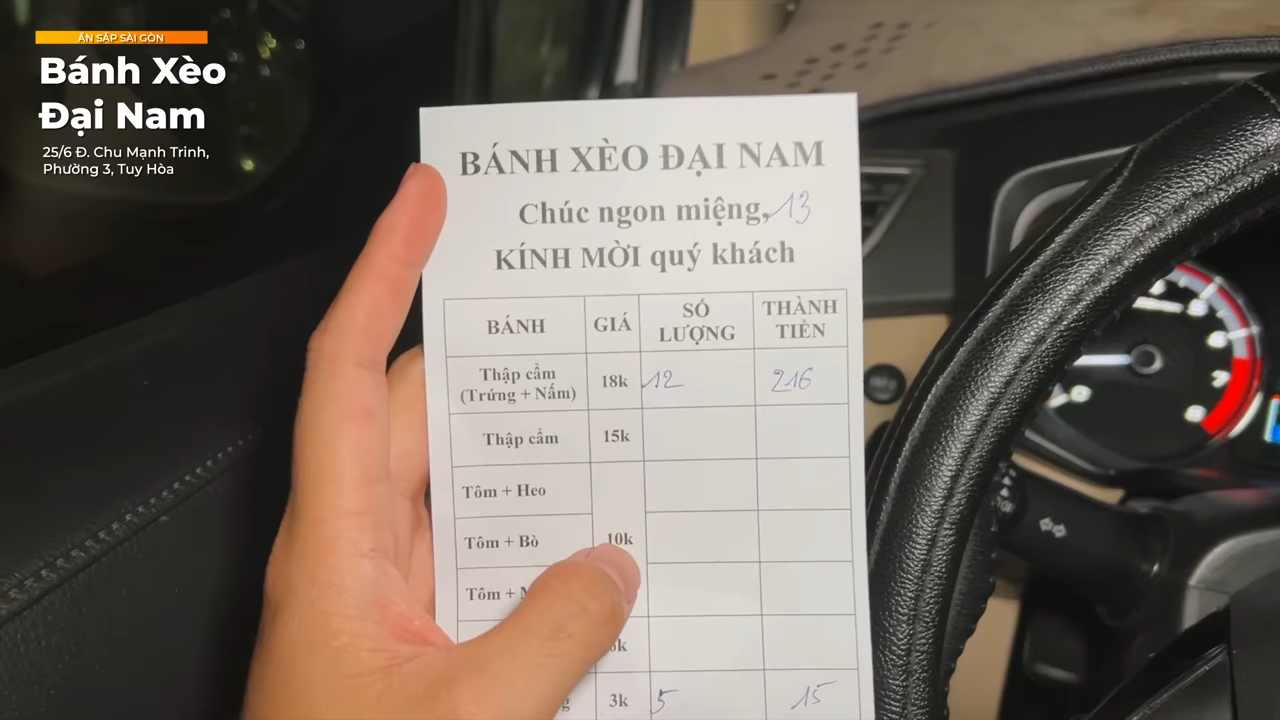 ĂN SẬP SÀI GÒN
Bánh Xèo
Đại Nam
25/6 Đ. Chu Mạnh Trinh,
Phường 3, Tuy Hòa
BÁNH XÈO ĐẠI NAM
Chúc ngon miệng, 13
KÍNH MỜI quý khách
BÁNH GIÁ SỐ LƯỢNG THÀNH TIỀN
Thập cẩm
(Trứng + Nấm) 18k 12 216
Thập cẩm 15k
Tôm + Heo
Tôm + Bò 10k
Tôm +
3k 5 15